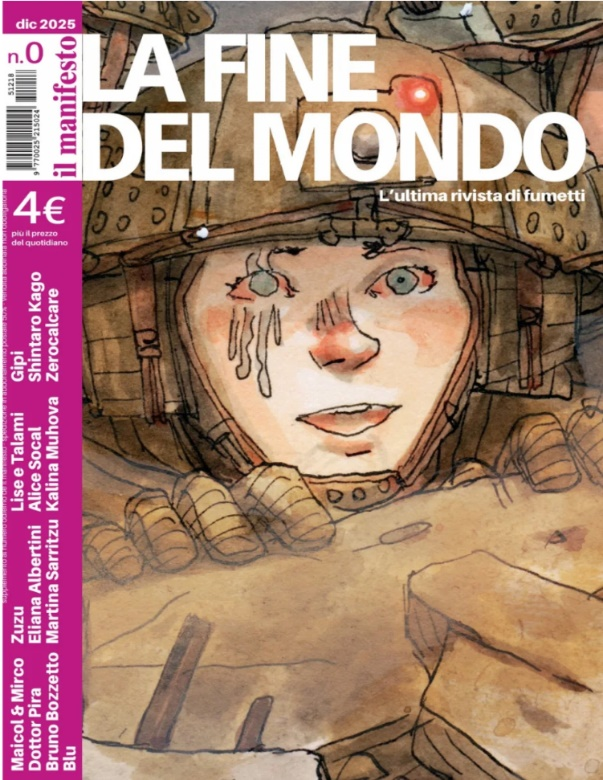 dic 2025
n.0
il manifesto
51218
9 770025 215024
LA FINE
DEL MONDO
L'ultima rivista di fumetti
4€
più il prezzo
del quotidiano
Gipi
Shintaro Kago
Zerocalcare
Lise e Talami
Alice Socal
Kalina Muhova
Zuzu
Eliana Albertini
Martina Sarritzu
Maicol & Mirco
Dottor Pira
Bruno Bozzetto
Blu